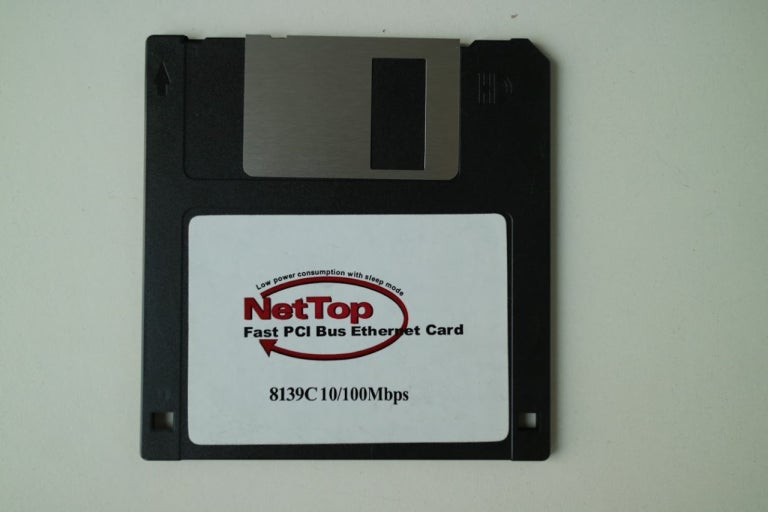 Low power consumption with sleep mode
NetTop
Fast PCI Bus Ethernet Card
8139C 10/100Mbps